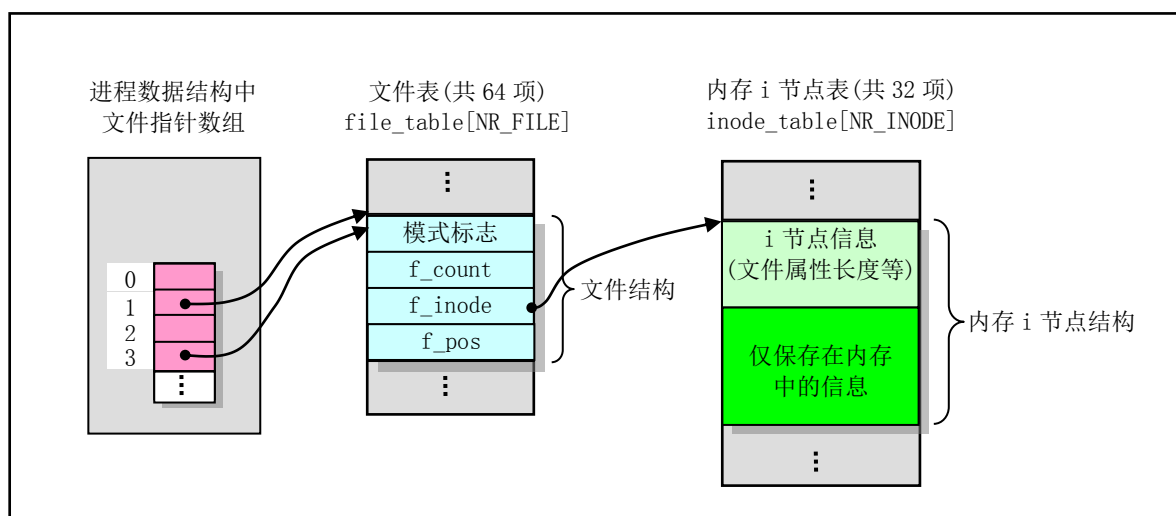 进程数据结构中
文件指针数组
0
1
2
3
⋮
文件表(共 64 项)
file_table[NR_FILE]
⋮
模式标志
f_count
f_inode
f_pos
⋮
文件结构
内存 i 节点表(共 32 项)
inode_table[NR_INODE]
⋮
i 节点信息
(文件属性长度等)
仅保存在内存
中的信息
⋮
内存 i 节点结构